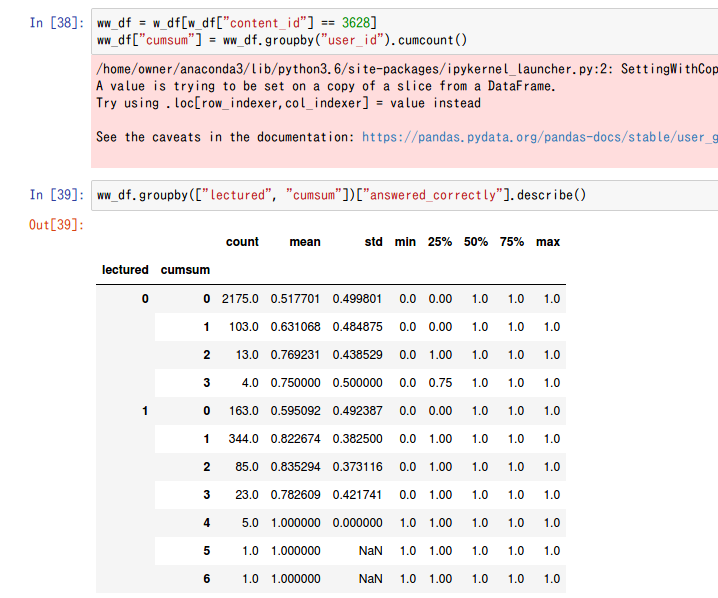 In [38]: ww_df = w_df[w_df["content_id"] == 3628]
ww_df["cumsum"] = ww_df.groupby("user_id").cumcount()
/home/owner/anaconda3/lib/python3.6/site-packages/ipykernel_launcher.py:2: SettingWithCop
A value is trying to be set on a copy of a slice from a DataFrame.
Try using .loc[row_indexer,col_indexer] = value instead
See the caveats in the documentation: https://pandas.pydata.org/pandas-docs/stable/user_g
In [39]: ww_df.groupby(["lectured", "cumsum"])["answered_correctly"].describe()
Out[39]:
count mean std min 25% 50% 75% max
lectured cumsum
0 0 2175.0 0.517701 0.499801 0.0 0.00 1.0 1.0 1.0
1 103.0 0.631068 0.484875 0.0 0.00 1.0 1.0 1.0
2 13.0 0.769231 0.438529 0.0 1.00 1.0 1.0 1.0
3 4.0 0.750000 0.500000 0.0 0.75 1.0 1.0 1.0
1 0 163.0 0.595092 0.492387 0.0 0.00 1.0 1.0 1.0
1 344.0 0.822674 0.382500 0.0 1.00 1.0 1.0 1.0
2 85.0 0.835294 0.373116 0.0 1.00 1.0 1.0 1.0
3 23.0 0.782609 0.421741 0.0 1.00 1.0 1.0 1.0
4 5.0 1.000000 0.000000 1.0 1.00 1.0 1.0 1.0
5 1.0 1.000000 NaN 1.0 1.00 1.0 1.0 1.0
6 1.0 1.000000 NaN 1.0 1.00 1.0 1.0 1.0